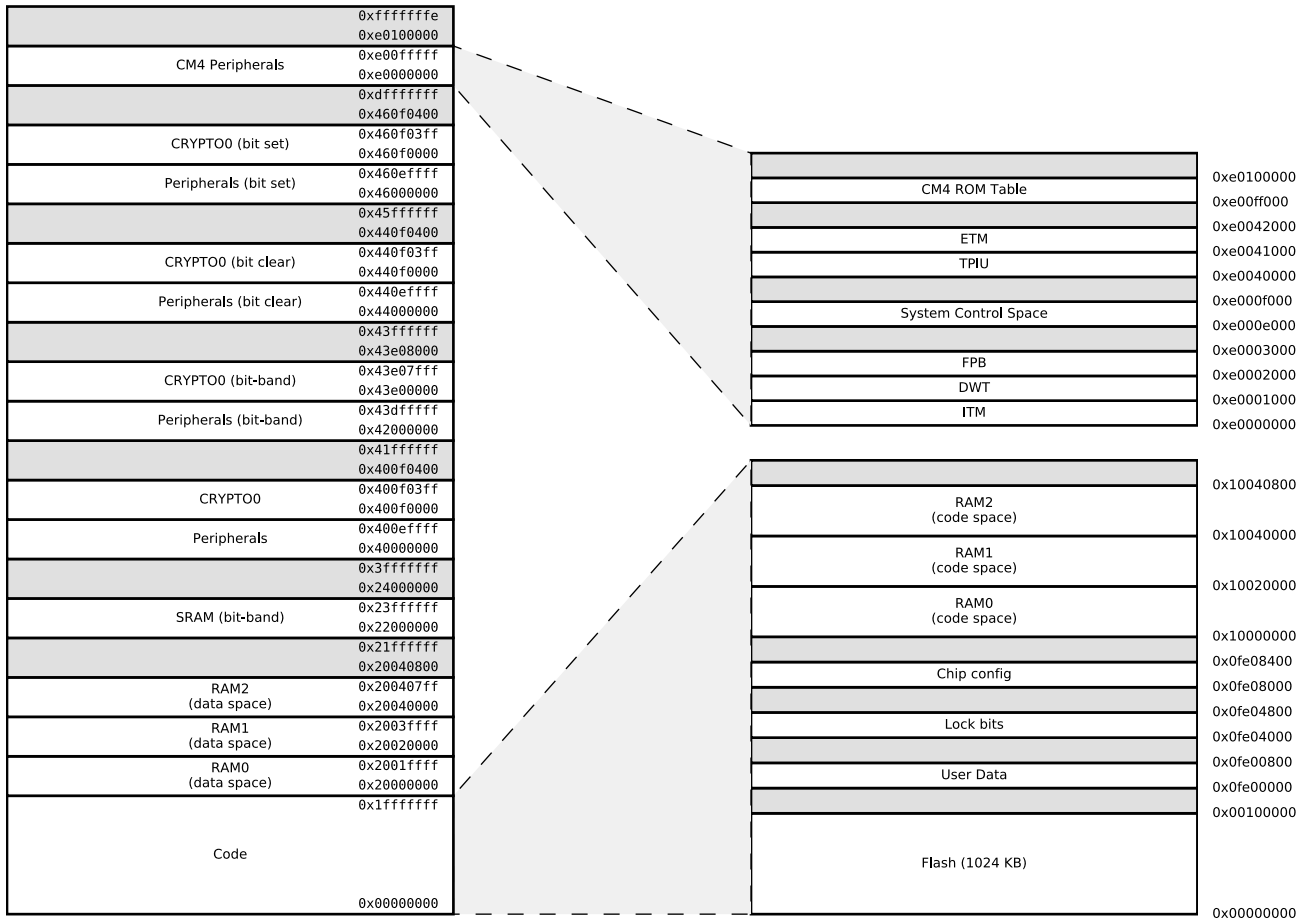 0xfffffffe
0xe0100000
CM4 Peripherals
0xe00fffff
0xe0000000
0xdfffffff
0x460f0400
CRYPTO0 (bit set)
0x460f03ff
0x460f0000
Peripherals (bit set)
0x460effff
0x46000000
0x45ffffff
0x440f0400
CRYPTO0 (bit clear)
0x440f03ff
0x440f0000
Peripherals (bit clear)
0x440effff
0x44000000
0x43ffffff
0x43e08000
CRYPTO0 (bit-band)
0x43e07fff
0x43e00000
Peripherals (bit-band)
0x43dfffff
0x42000000
0x41ffffff
0x400f0400
CRYPTO0
0x400f03ff
0x400f0000
Peripherals
0x400effff
0x40000000
0x3fffffff
0x24000000
SRAM (bit-band)
0x23ffffff
0x22000000
0x21ffffff
0x20040800
RAM2
(data space)
0x200407ff
0x20040000
RAM1
(data space)
0x2003ffff
0x20020000
RAM0
(data space)
0x2001ffff
0x20000000
0x1fffffff
Code
0x00000000
0xe0100000
CM4 ROM Table
0xe00ff000
0xe0042000
ETM
0xe0041000
TPIU
0xe0040000
0xe000f000
System Control Space
0xe000e000
0xe0003000
FPB
0xe0002000
DWT
0xe0001000
ITM
0xe0000000
0x10040800
RAM2
(code space)
0x10040000
RAM1
(code space)
0x10020000
RAM0
(code space)
0x10000000
0x0fe08400
Chip config
0x0fe08000
0x0fe04800
Lock bits
0x0fe04000
0x0fe00800
User Data
0x0fe00000
0x00100000
Flash (1024 KB)
0x00000000